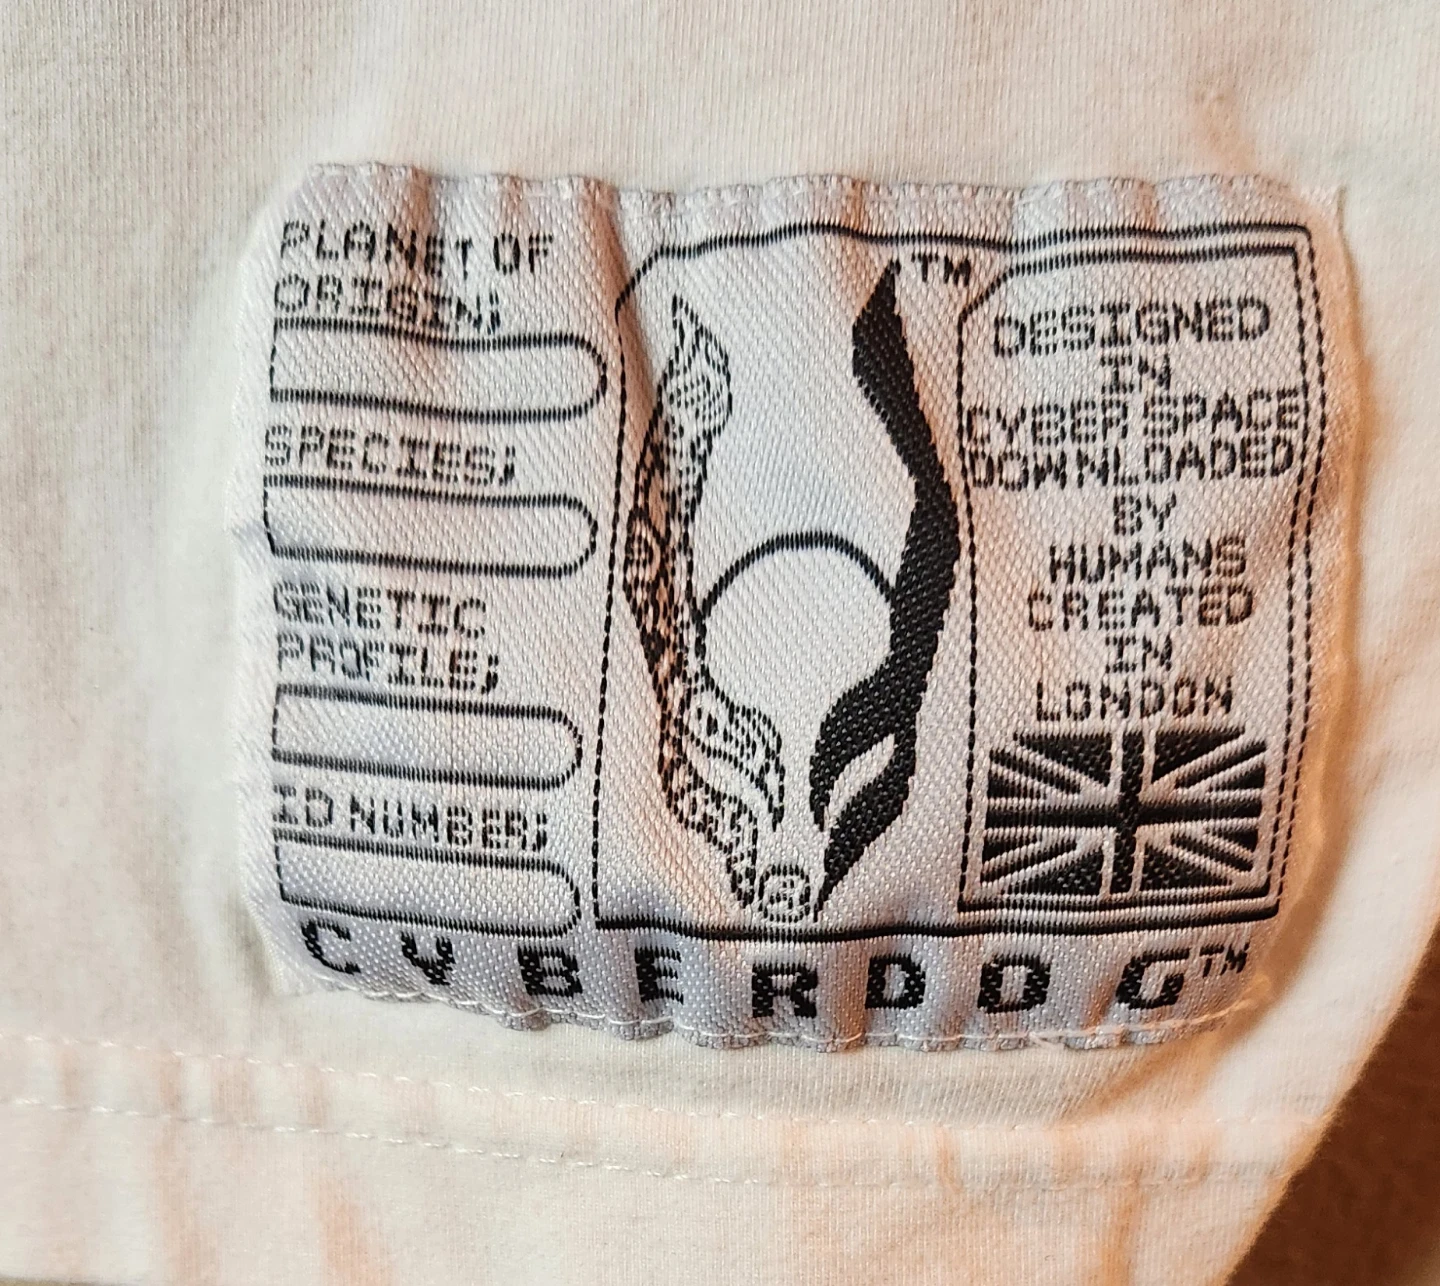 PLANET OF
ORIGIN;
SPECIES;
GENETIC
PROFILE;
ID NUMBER;
TM
®
DESIGNED
IN
CYBER SPACE
DOWNLOADED
BY
HUMANS
CREATED
IN
LONDON
CYBERDOG™